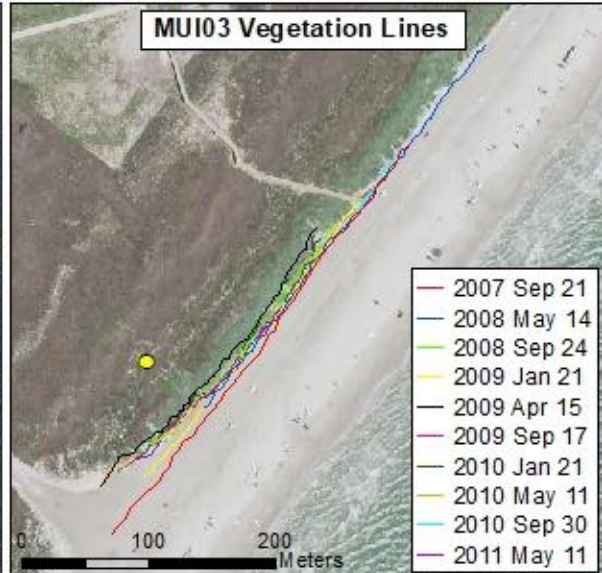 MUI03 Vegetation Lines
2007 Sep 21
2008 May 14
2008 Sep 24
2009 Jan 21
2009 Apr 15
2009 Sep 17
2010 Jan 21
2010 May 11
2010 Sep 30
2011 May 11
0 100 200
Meters